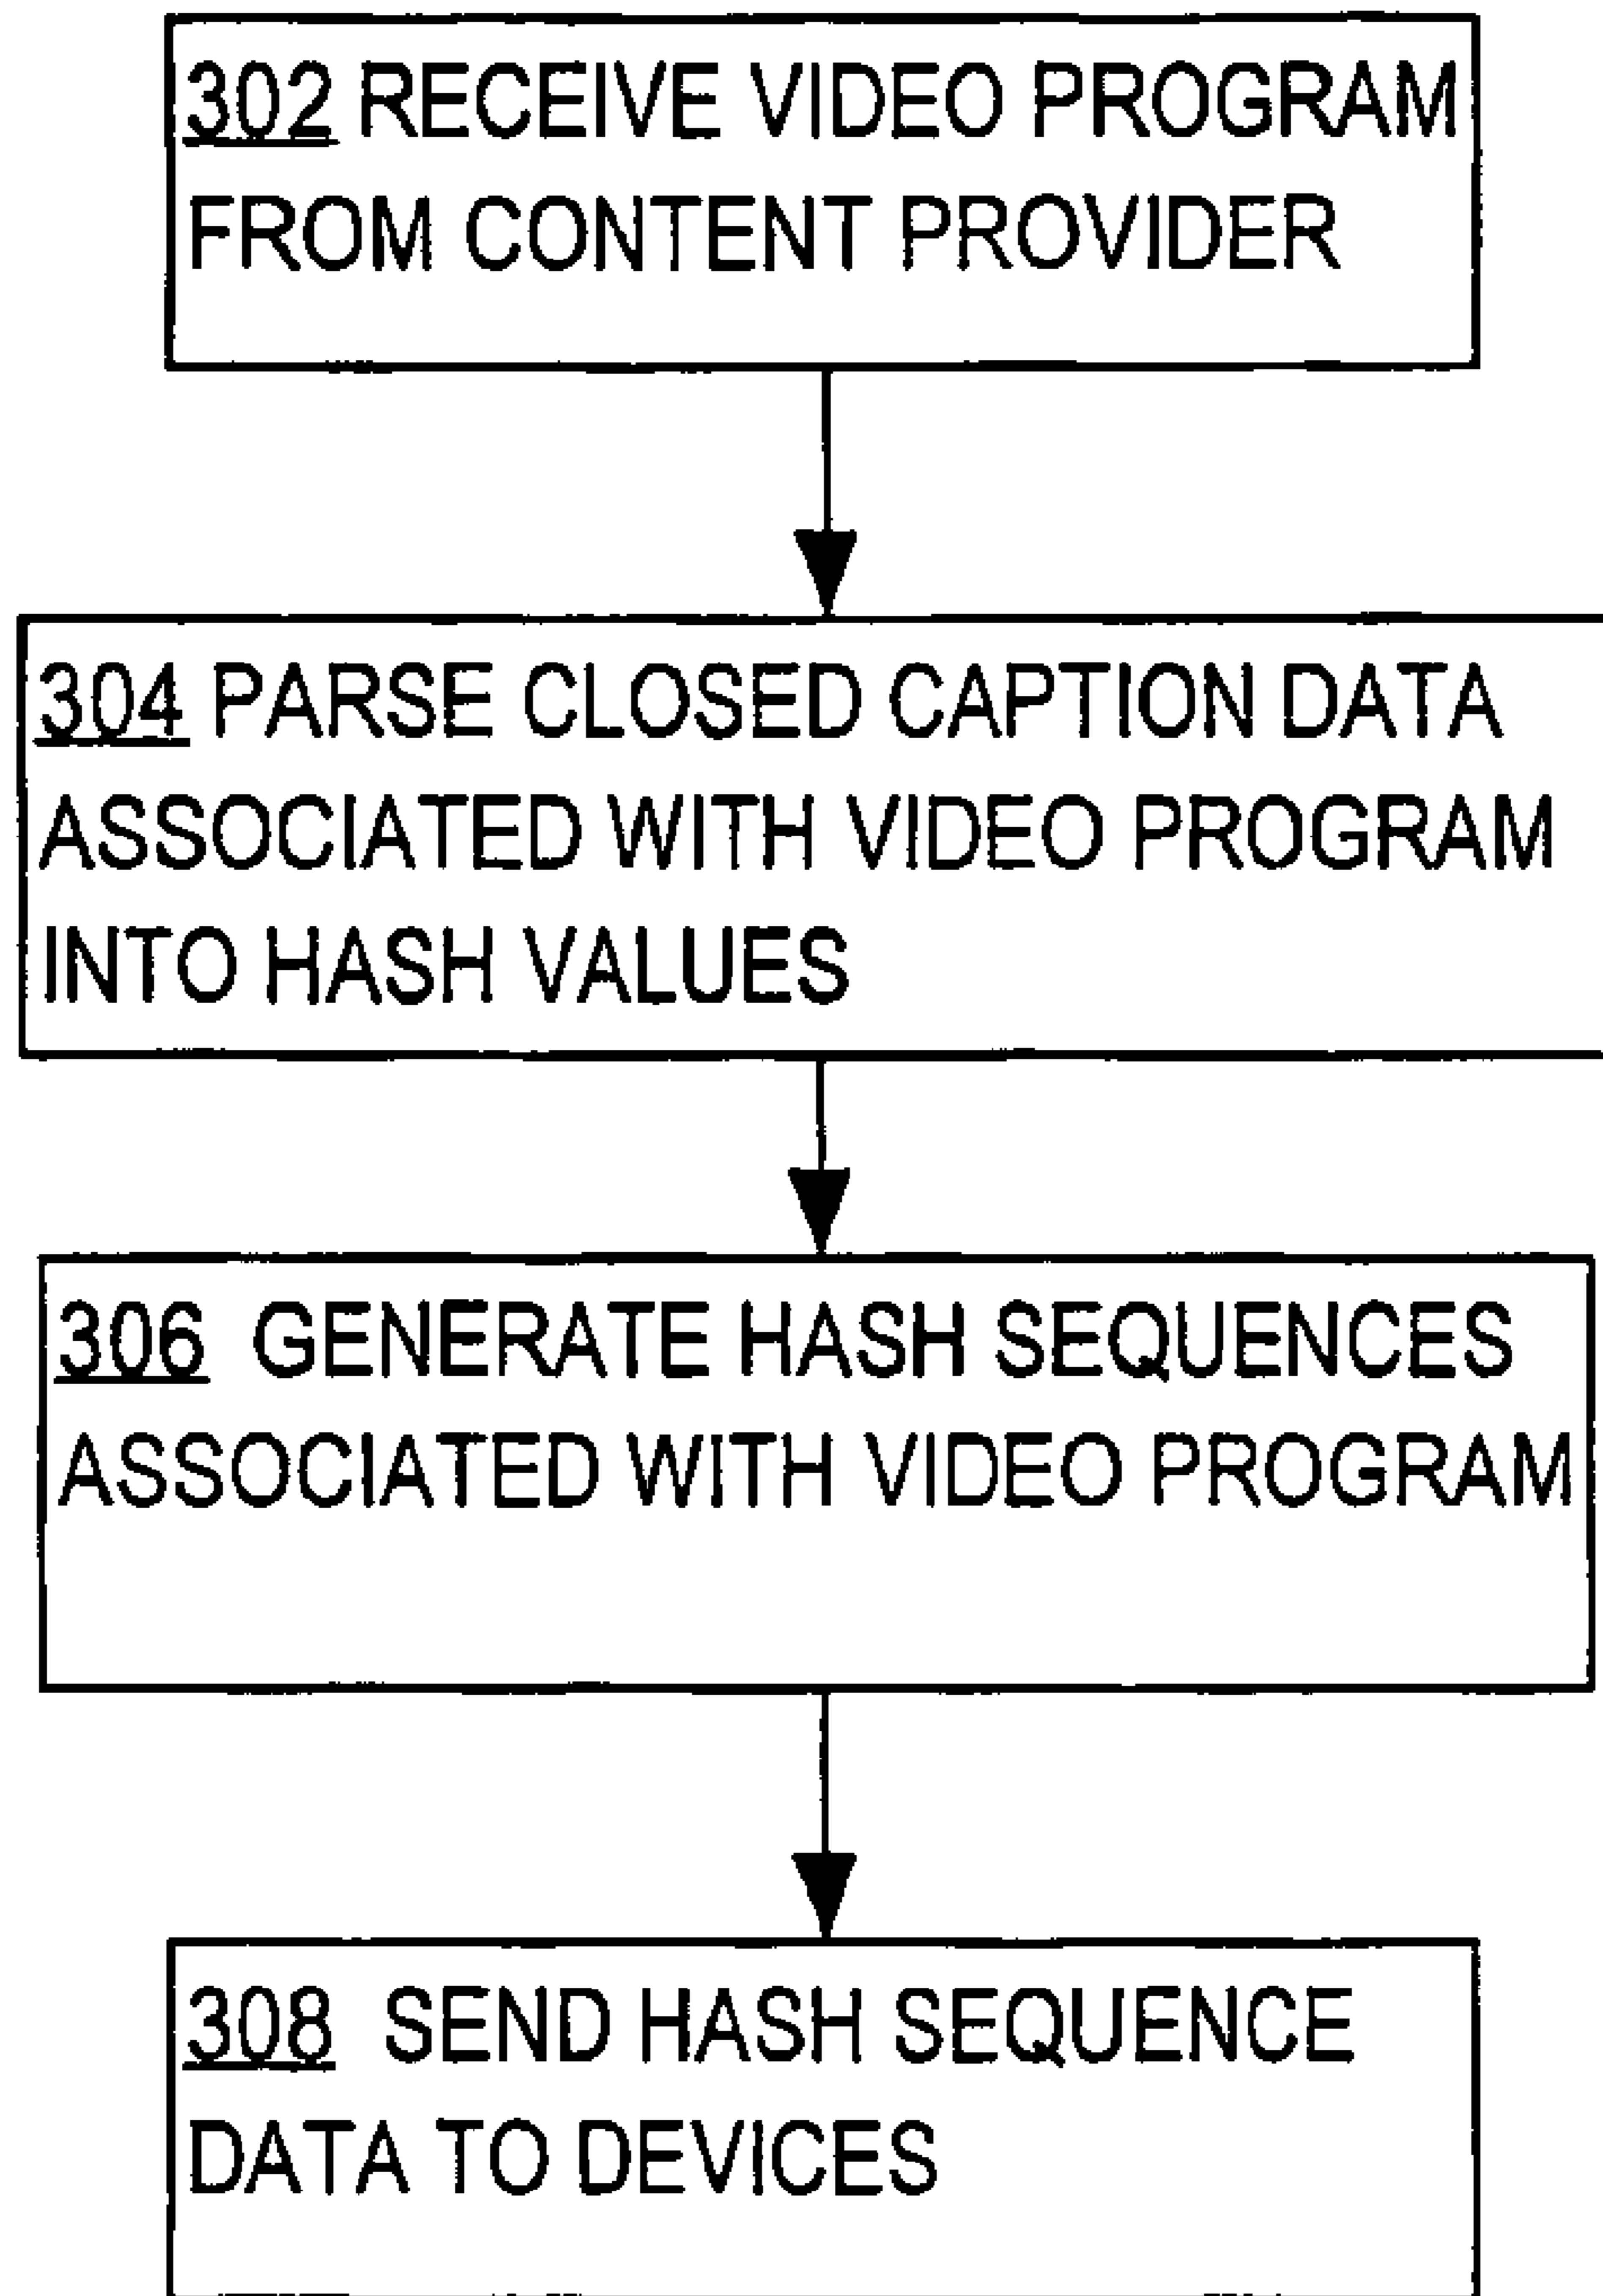 302 RECEIVE VIDEO PROGRAM
FROM CONTENT PROVIDER
304 PARSE CLOSED CAPTION DATA
ASSOCIATED WITH VIDEO PROGRAM
INTO HASH VALUES
306 GENERATE HASH SEQUENCES
ASSOCIATED WITH VIDEO PROGRAM
308 SEND HASH SEQUENCE
DATA TO DEVICES